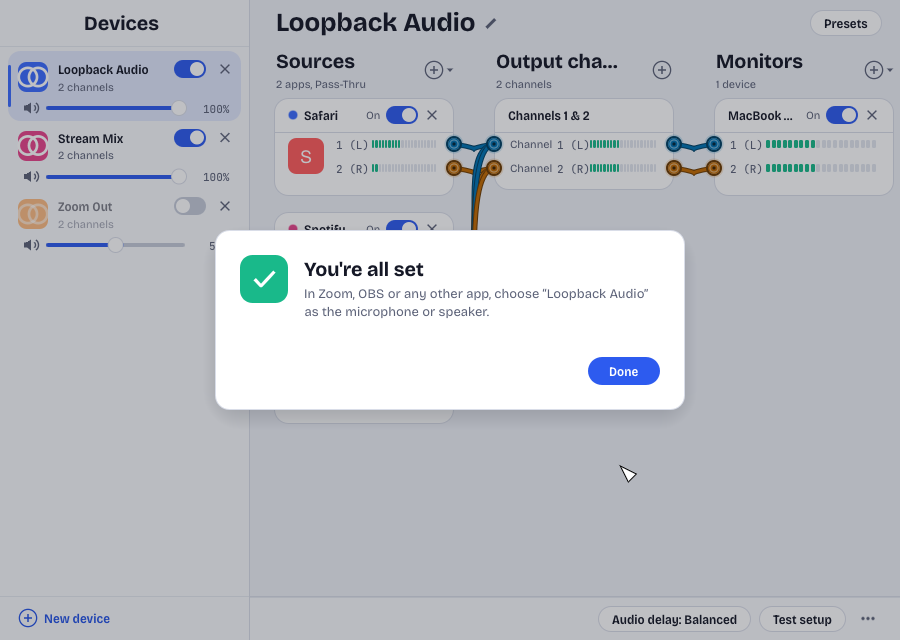 Devices
Loopback Audio
2 channels
100%
Stream Mix
2 channels
100%
Zoom Out
2 channels
New device
Loopback Audio
Presets
Sources
2 apps, Pass-Thru
Output cha...
2 channels
Monitors
1 device
Safari
On
S
1 (L)
2 (R)
Channels 1 & 2
Channel 1 (L)
Channel 2 (R)
MacBook ...
On
1 (L)
2 (R)
Spotify
On
You're all set
In Zoom, OBS or any other app, choose “Loopback Audio”
as the microphone or speaker.
Done
Audio delay: Balanced
Test setup